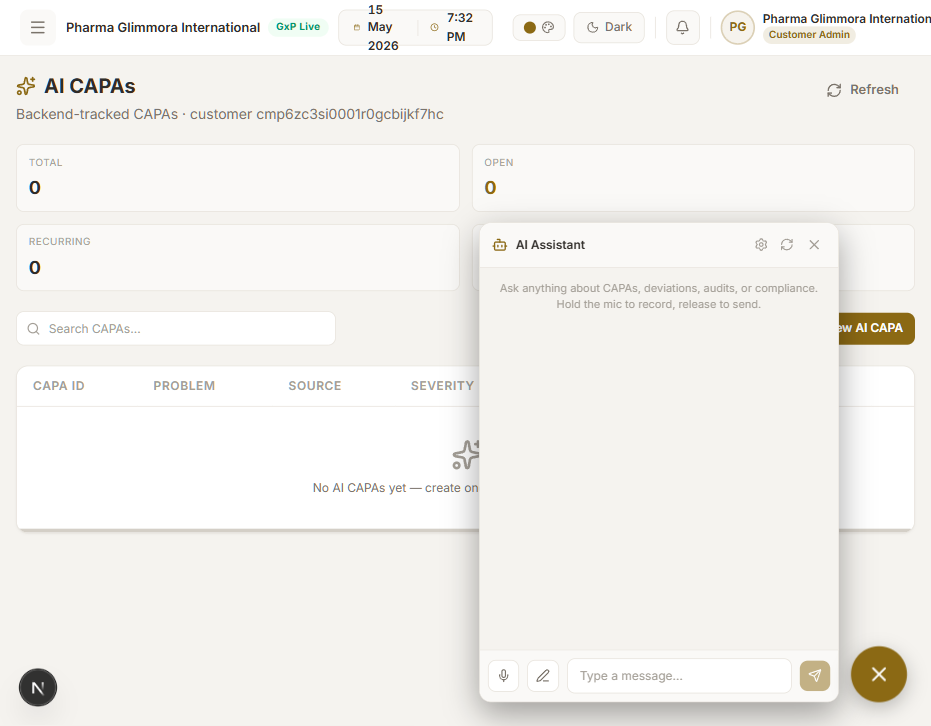 Pharma Glimmora International
GxP Live
15
May
2026
7:32
PM
Dark
PG
Pharma Glimmora Internation
Customer Admin
AI CAPAs
Backend-tracked CAPAs · customer cmp6zc3si0001r0gcbijkf7hc
Refresh
TOTAL
0
OPEN
0
RECURRING
0
Search CAPAs...
ew AI CAPA
CAPA ID PROBLEM SOURCE SEVERITY
No AI CAPAs yet — create on
AI Assistant
Ask anything about CAPAs, deviations, audits, or compliance.
Hold the mic to record, release to send.
Type a message...
N